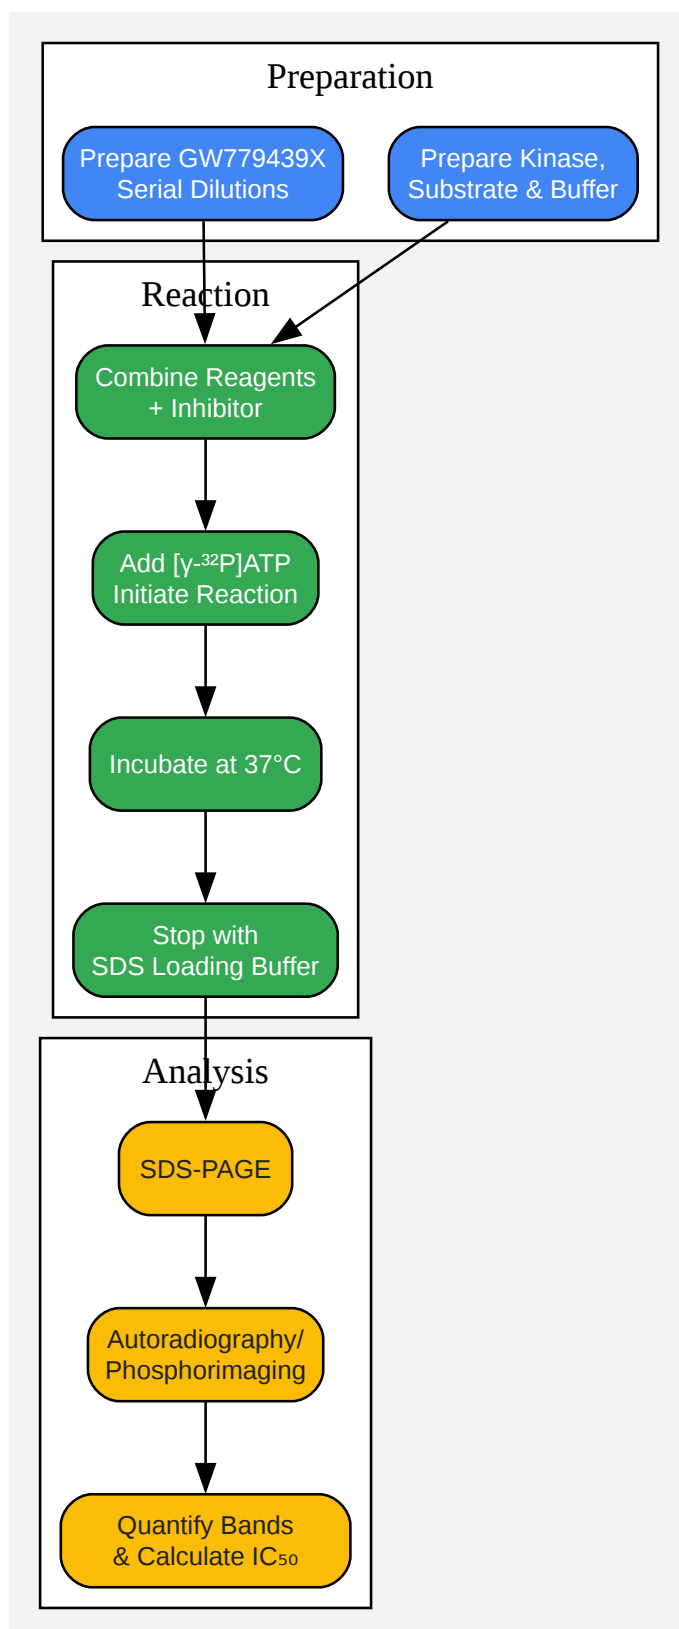 Preparation
Prepare GW779439X
Serial Dilutions
Prepare Kinase,
Substrate & Buffer
Reaction
Combine Reagents
+ Inhibitor
Add [γ-³²P]ATP
Initiate Reaction
Incubate at 37°C
Stop with
SDS Loading Buffer
Analysis
SDS-PAGE
Autoradiography/
Phosphorimaging
Quantify Bands
& Calculate IC₅₀